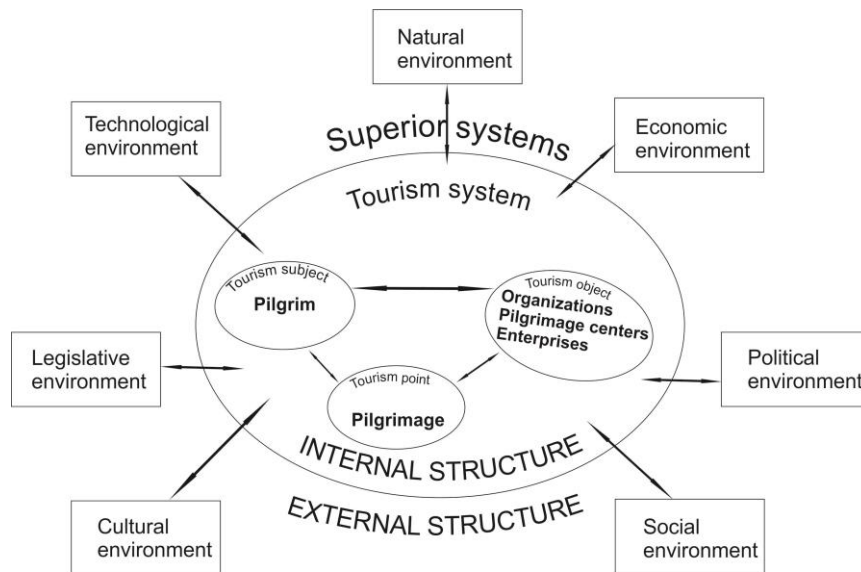 Natural
environment
Technological
environment
Economic
environment
Superior systems
Tourism system
Tourism subject
Pilgrim
Tourism object
Organizations
Pilgrimage centers
Enterprises
Legislative
environment
Political
environment
Tourism point
Pilgrimage
INTERNAL STRUCTURE
EXTERNAL STRUCTURE
Cultural
environment
Social
environment